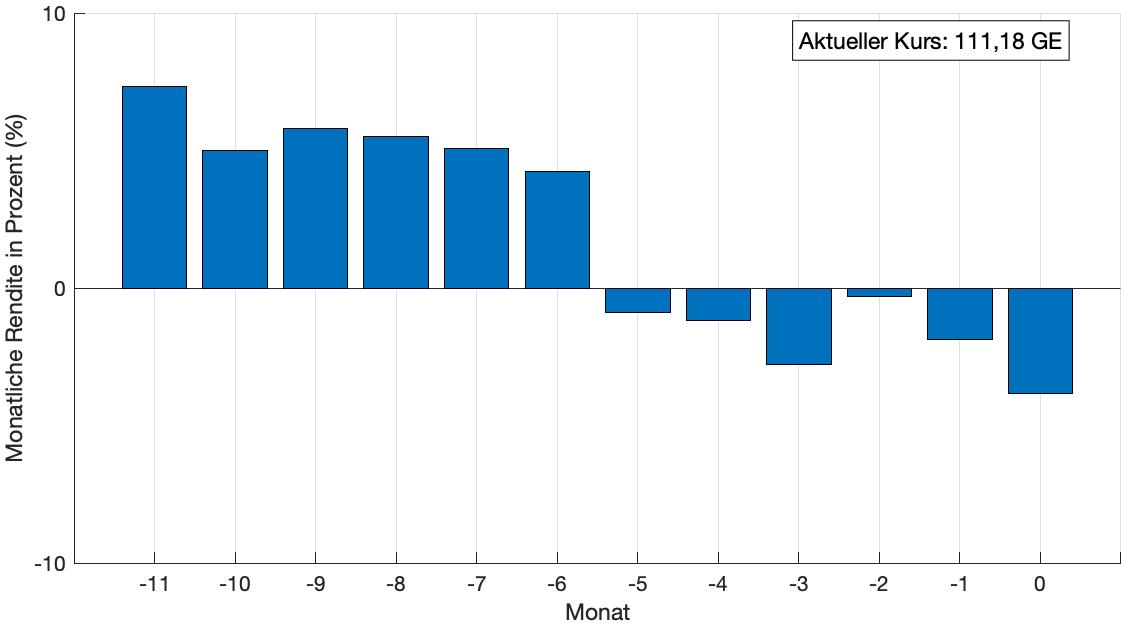 10
Aktueller Kurs: 111,18 GE
Monatliche Rendite in Prozent (%)
0
-10
-11 -10 -9 -8 -7 -6 -5 -4 -3 -2 -1 0
Monat